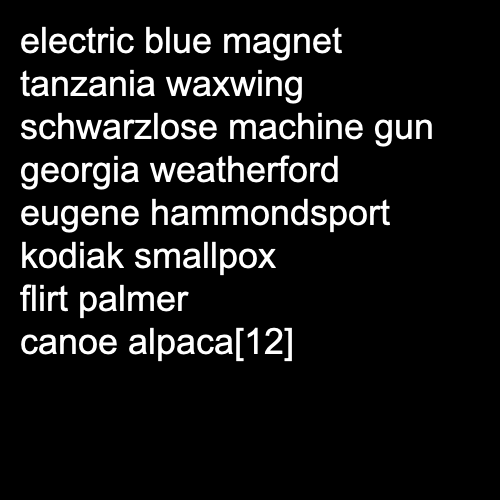 electric blue magnet
tanzania waxwing
schwarzlose machine gun
georgia weatherford
eugene hammondsport
kodiak smallpox
flirt palmer
canoe alpaca[12]